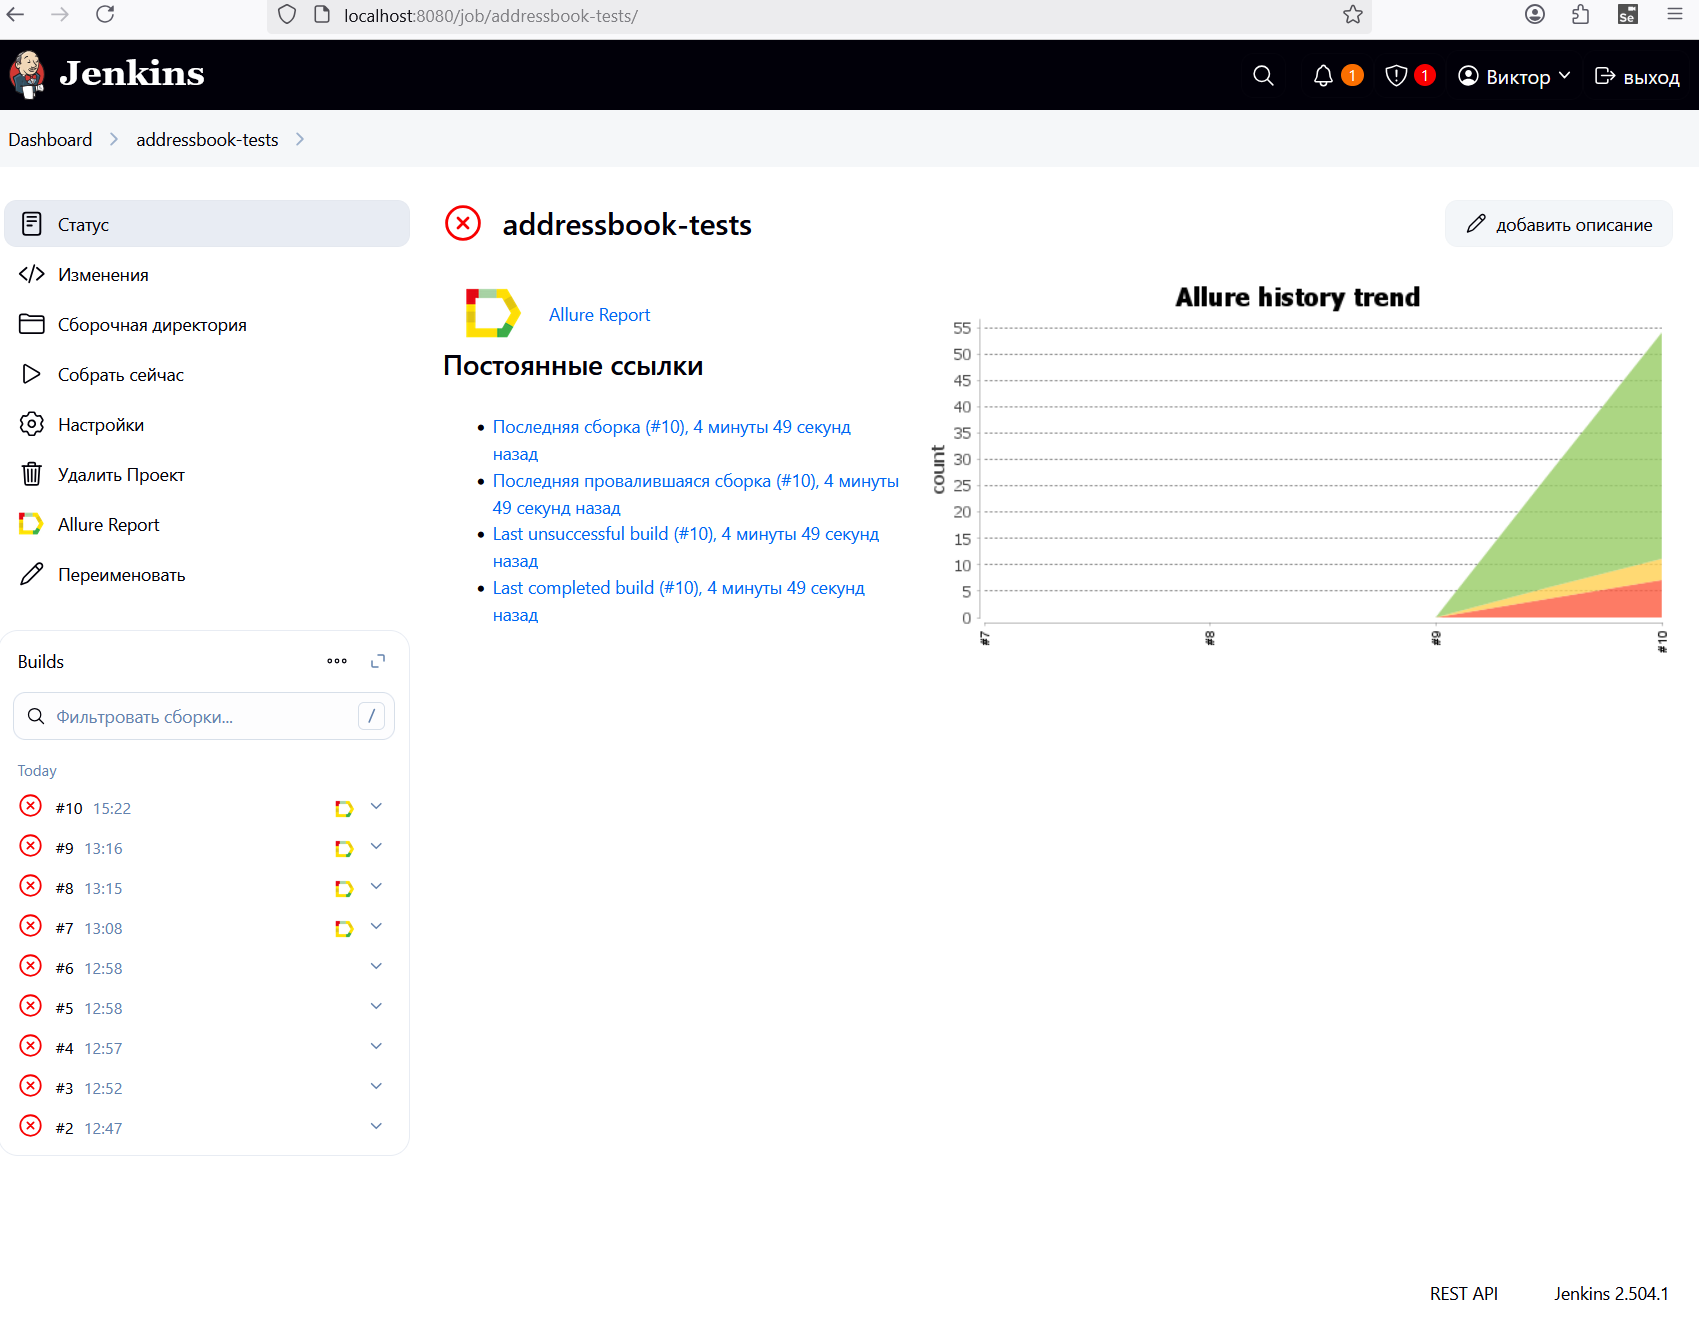 localhost:8080/job/addressbook-tests/
Se
Jenkins
1
1
Виктор
выход
Dashboard
addressbook-tests
Статус
Изменения
Сборочная директория
Собрать сейчас
Настройки
Удалить Проект
Allure Report
Переименовать
Builds
Фильтровать сборки...
/
Today
#10 15:22
#9 13:16
#8 13:15
#7 13:08
#6 12:58
#5 12:58
#4 12:57
#3 12:52
#2 12:47
addressbook-tests
добавить описание
Allure Report
Постоянные ссылки
Последняя сборка (#10), 4 минуты 49 секунд
назад
Последняя провалившаяся сборка (#10), 4 минуты
49 секунд назад
Last unsuccessful build (#10), 4 минуты 49 секунд
назад
Last completed build (#10), 4 минуты 49 секунд
назад
Allure history trend
count
55
50
45
40
35
30
25
20
15
10
5
0
#7
#8
#9
#10
REST API
Jenkins 2.504.1